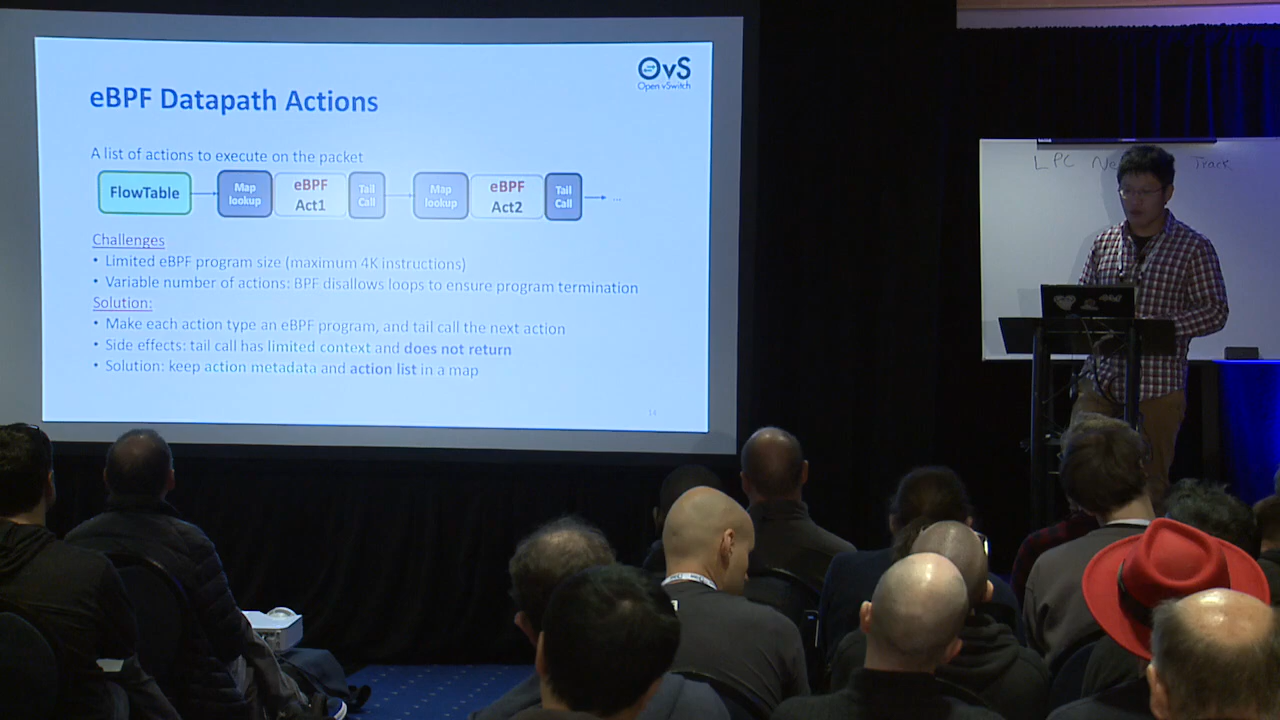 OvS
Open vSwitch
eBPF Datapath Actions
A list of actions to execute on the packet
FlowTable
Map lookup
eBPF Act1
Tail Call
Map lookup
eBPF Act2
Tail Call
...
Challenges
• Limited eBPF program size (maximum 4K instructions)
• Variable number of actions: BPF disallows loops to ensure program termination
Solution:
• Make each action type an eBPF program, and tail call the next action
• Side effects: tail call has limited context and does not return
• Solution: keep action metadata and action list in a map
14
LPC Ne Track